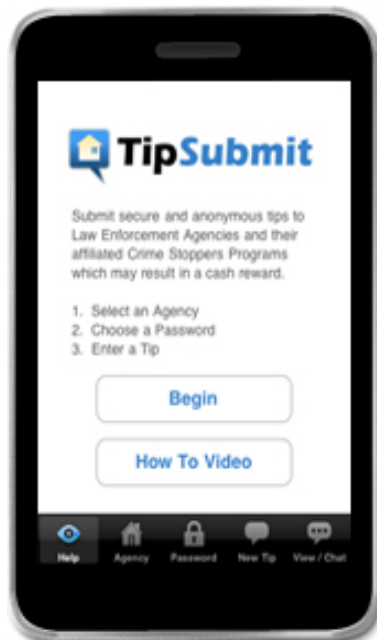 TipSubmit
Submit secure and anonymous tips to
Law Enforcement Agencies and their
affiliated Crime Stoppers Programs
which may result in a cash reward.
1. Select an Agency
2. Choose a Password
3. Enter a Tip
Begin
How To Video
Help Agency Password New Tip View / Chat